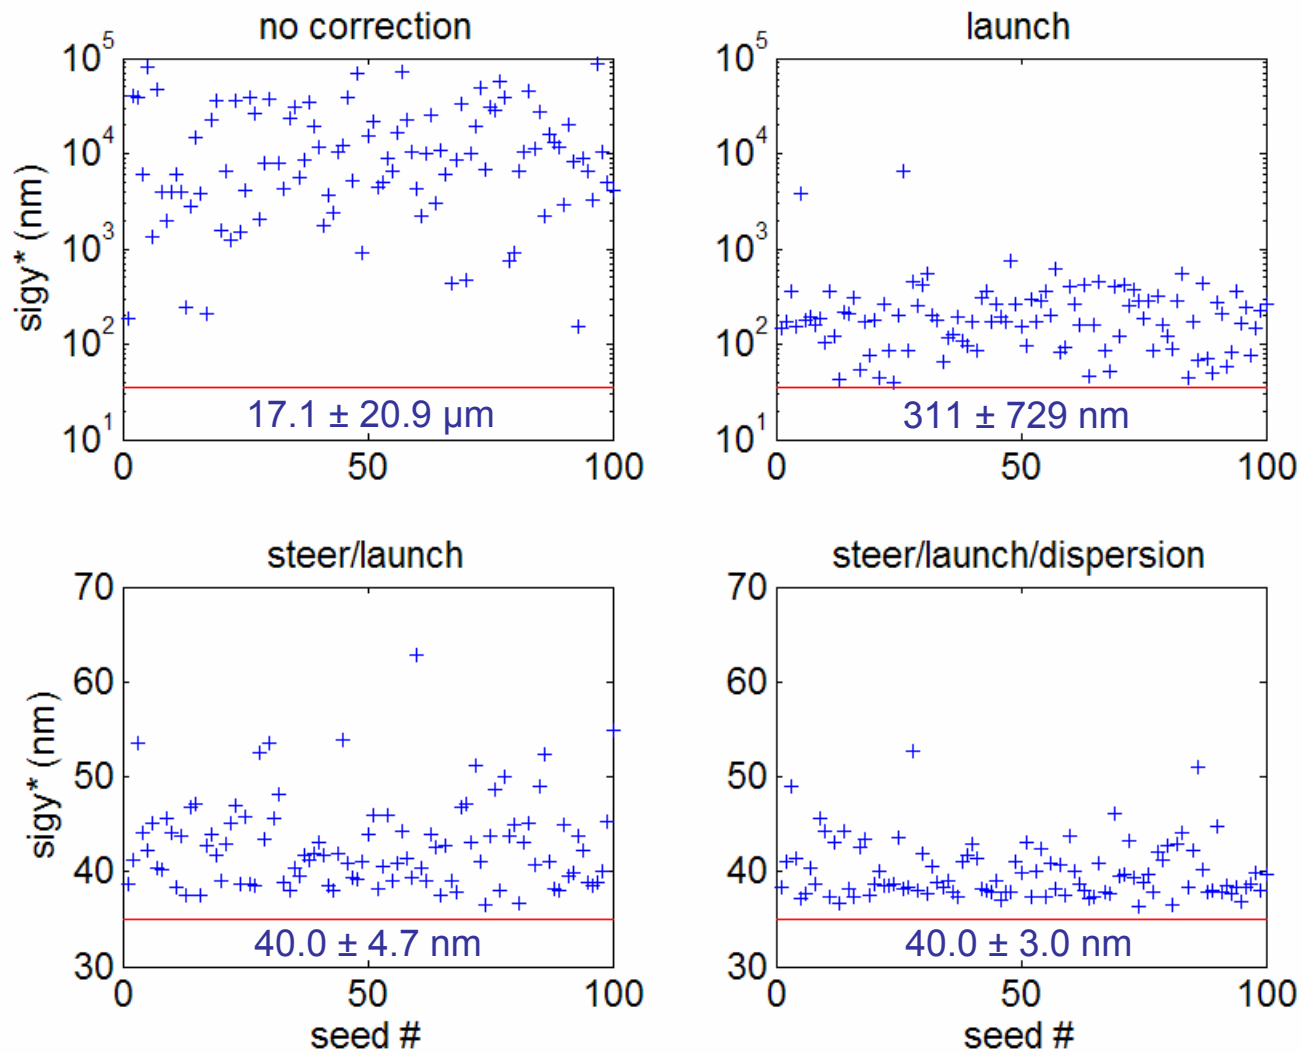 no correction
10^5
10^4
10^3
10^2
10^1
sigy* (nm)
17.1 ± 20.9 µm
0
50
100
launch
10^5
10^4
10^3
10^2
10^1
311 ± 729 nm
0
50
100
steer/launch
70
60
50
40
30
sigy* (nm)
40.0 ± 4.7 nm
0
50
100
seed #
steer/launch/dispersion
70
60
50
40
30
40.0 ± 3.0 nm
0
50
100
seed #